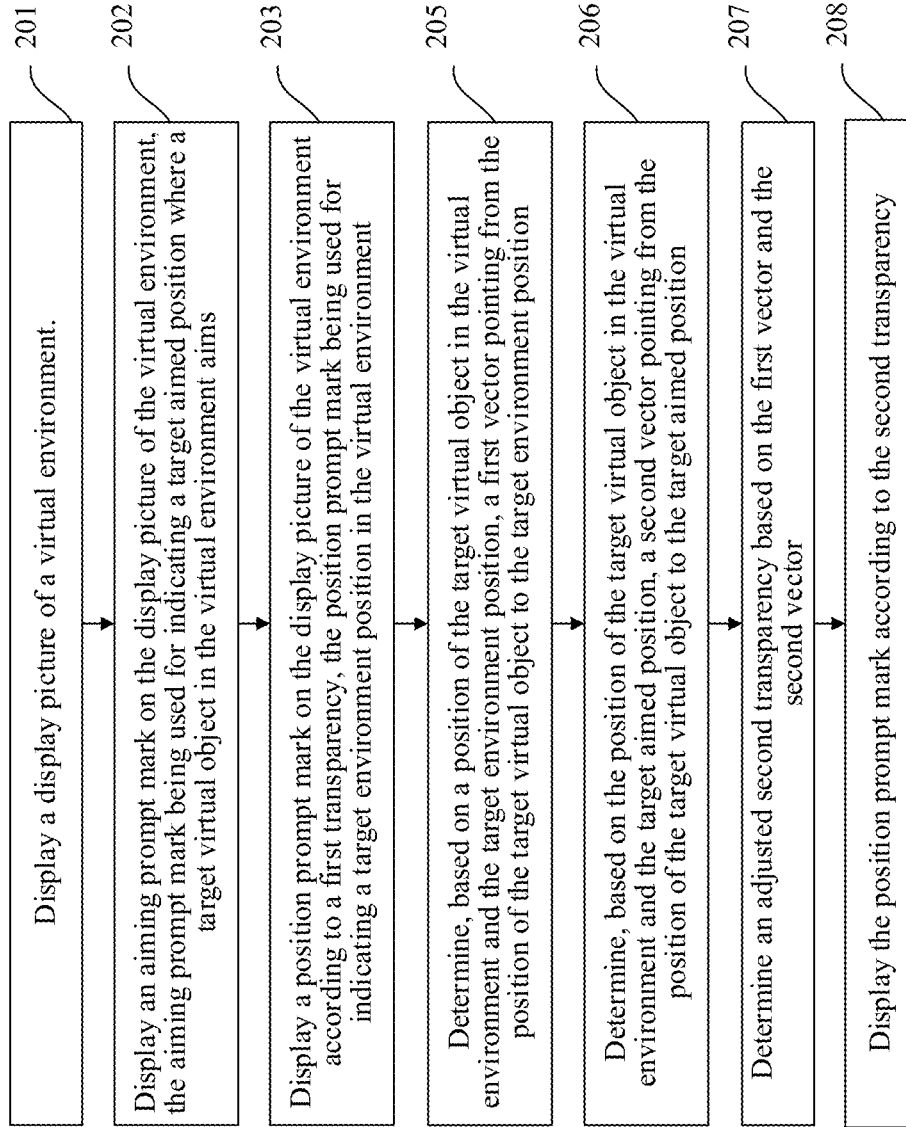 Display a display picture of a virtual environment.
201
Display an aiming prompt mark on the display picture of the virtual environment,
the aiming prompt mark being used for indicating a target aimed position where a
target virtual object in the virtual environment aims
202
Display a position prompt mark on the display picture of the virtual environment
according to a first transparency, the position prompt mark being used for
indicating a target environment position in the virtual environment
203
Determine, based on a position of the target virtual object in the virtual
environment and the target environment position, a first vector pointing from the
position of the target virtual object to the target environment position
205
Determine, based on the position of the target virtual object in the virtual
environment and the target aimed position, a second vector pointing from the
position of the target virtual object to the target aimed position
206
Determine an adjusted second transparency based on the first vector and the
second vector
207
Display the position prompt mark according to the second transparency
208